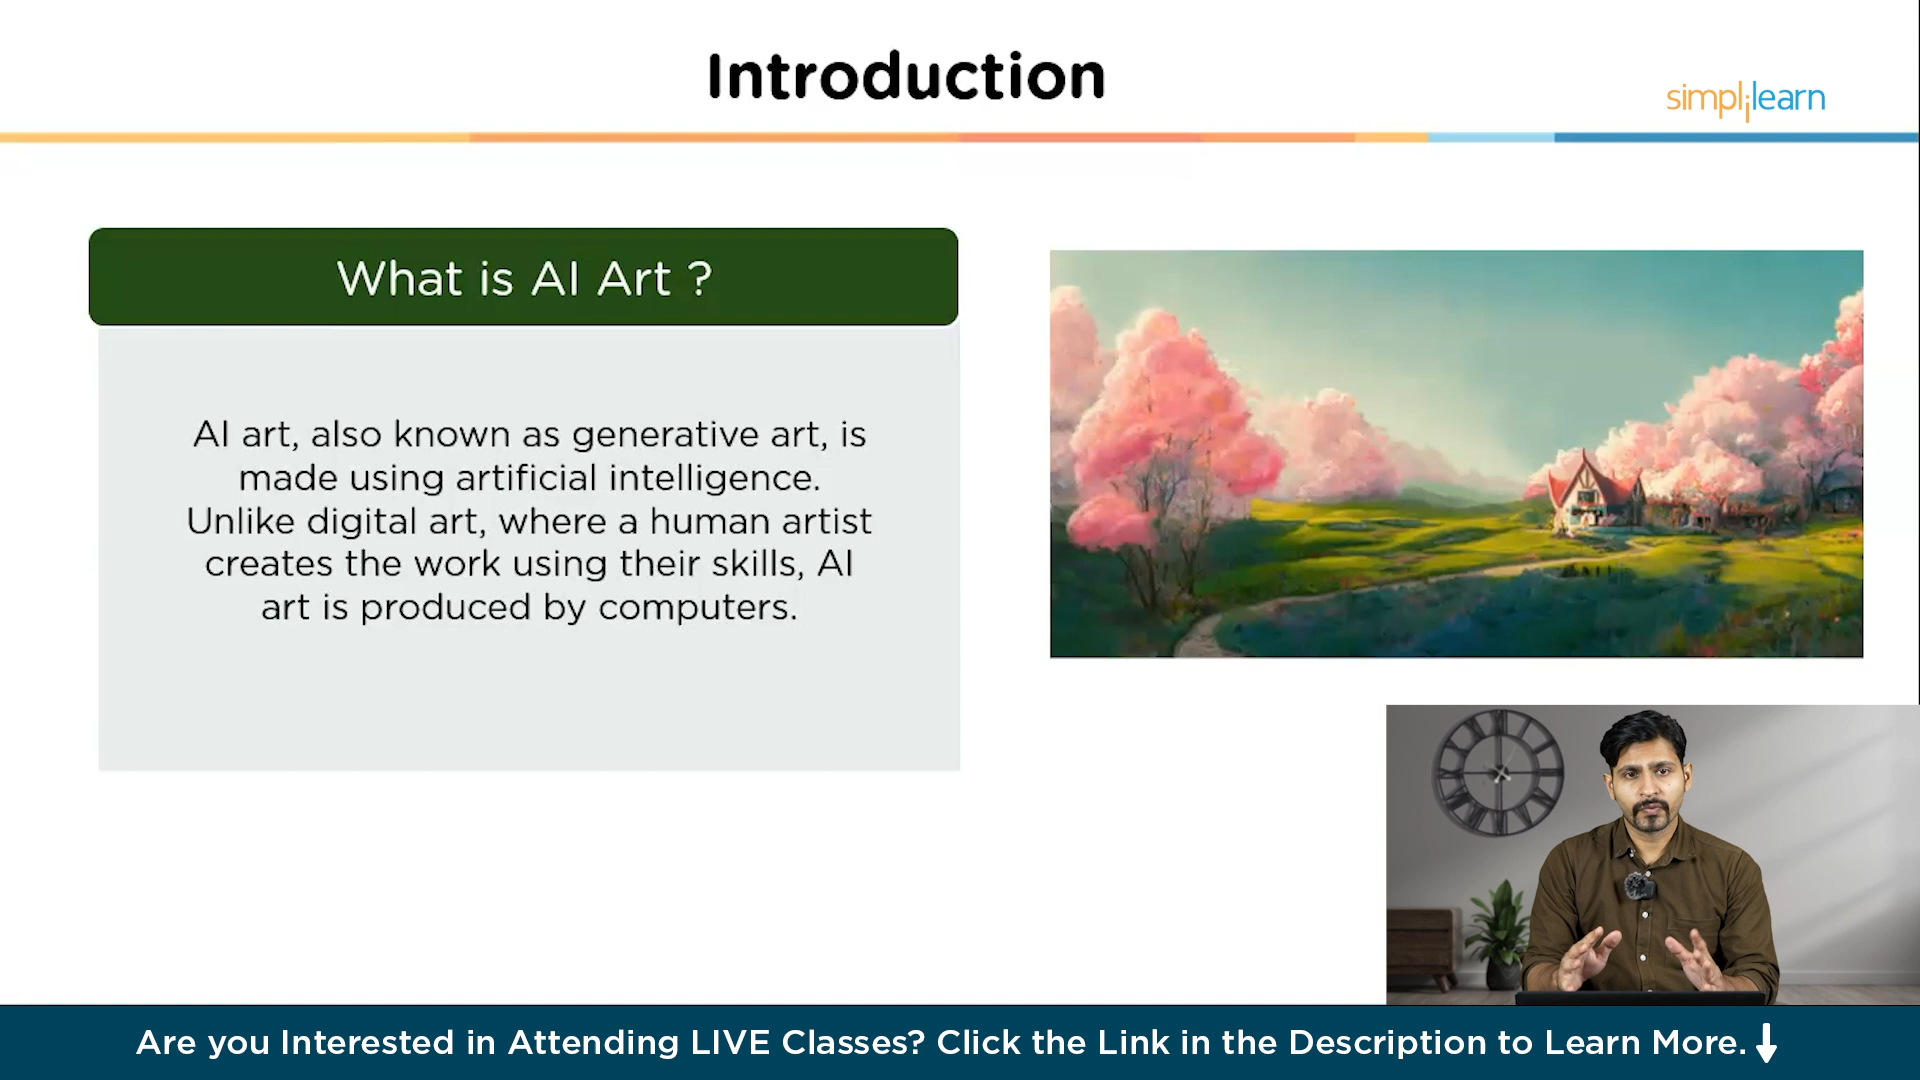 Introduction
simplilearn
What is AI Art ?
AI art, also known as generative art, is
made using artificial intelligence.
Unlike digital art, where a human artist
creates the work using their skills, AI
art is produced by computers.
Are you Interested in Attending LIVE Classes? Click the Link in the Description to Learn More.